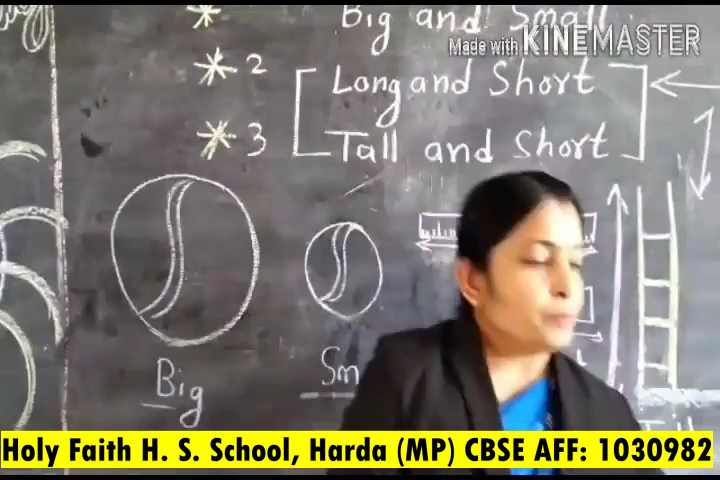 Big and Small
Made with KINEMASTER
* 2
Long and Short
* 3
Tall and Short
Big
Sm
Holy Faith H. S. School, Harda (MP) CBSE AFF: 1030982